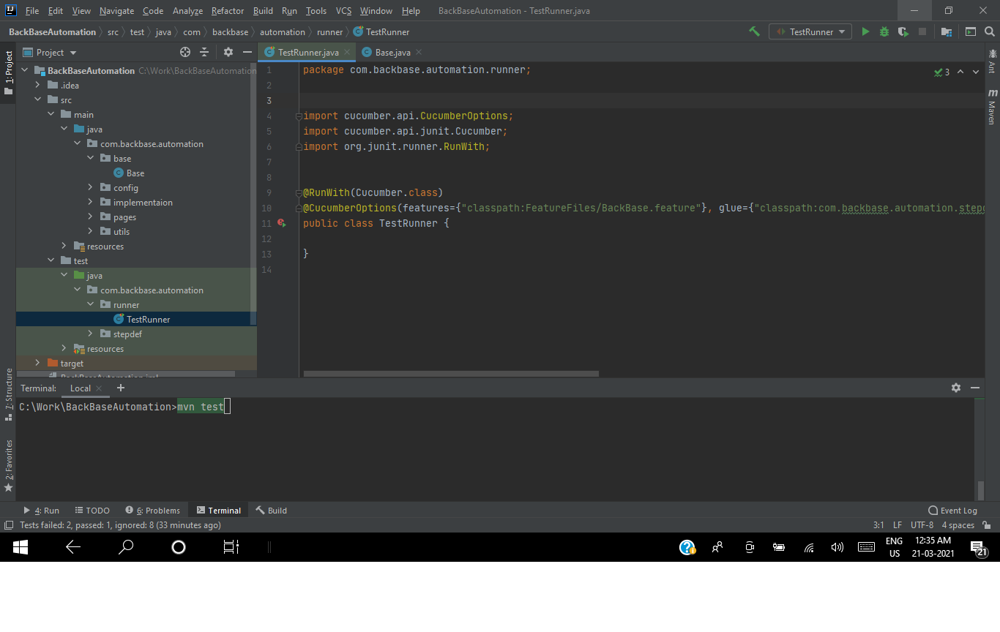 File Edit View Navigate Code Analyze Refactor Build Run Tools VCS Window Help BackBaseAutomation - TestRunner.java
BackBaseAutomation src test java com backbase automation runner TestRunner
TestRunner
1: Project
7: Structure
2: Favorites
Project
BackBaseAutomation C:\Work\BackBaseAutomation
.idea
src
main
java
com.backbase.automation
base
Base
config
implementaion
pages
utils
resources
test
java
com.backbase.automation
runner
TestRunner
stepdef
resources
target
BackBaseAutomation.iml
TestRunner.java Base.java
1 package com.backbase.automation.runner;
2
3
4 import cucumber.api.CucumberOptions;
5 import cucumber.api.junit.Cucumber;
6 import org.junit.runner.RunWith;
7
8
9 @RunWith(Cucumber.class)
10 @CucumberOptions(features={"classpath:FeatureFiles/BackBase.feature"}, glue={"classpath:com.backbase.automation.stepd
11 public class TestRunner {
12
13 }
14
3
Ant
m Maven
Terminal: Local +
C:\Work\BackBaseAutomation>mvn test
4: Run TODO 6: Problems Terminal Build Event Log
Tests failed: 2, passed: 1, ignored: 8 (33 minutes ago) 3:1 LF UTF-8 4 spaces
ENG 12:35 AM
US 21-03-2021 21